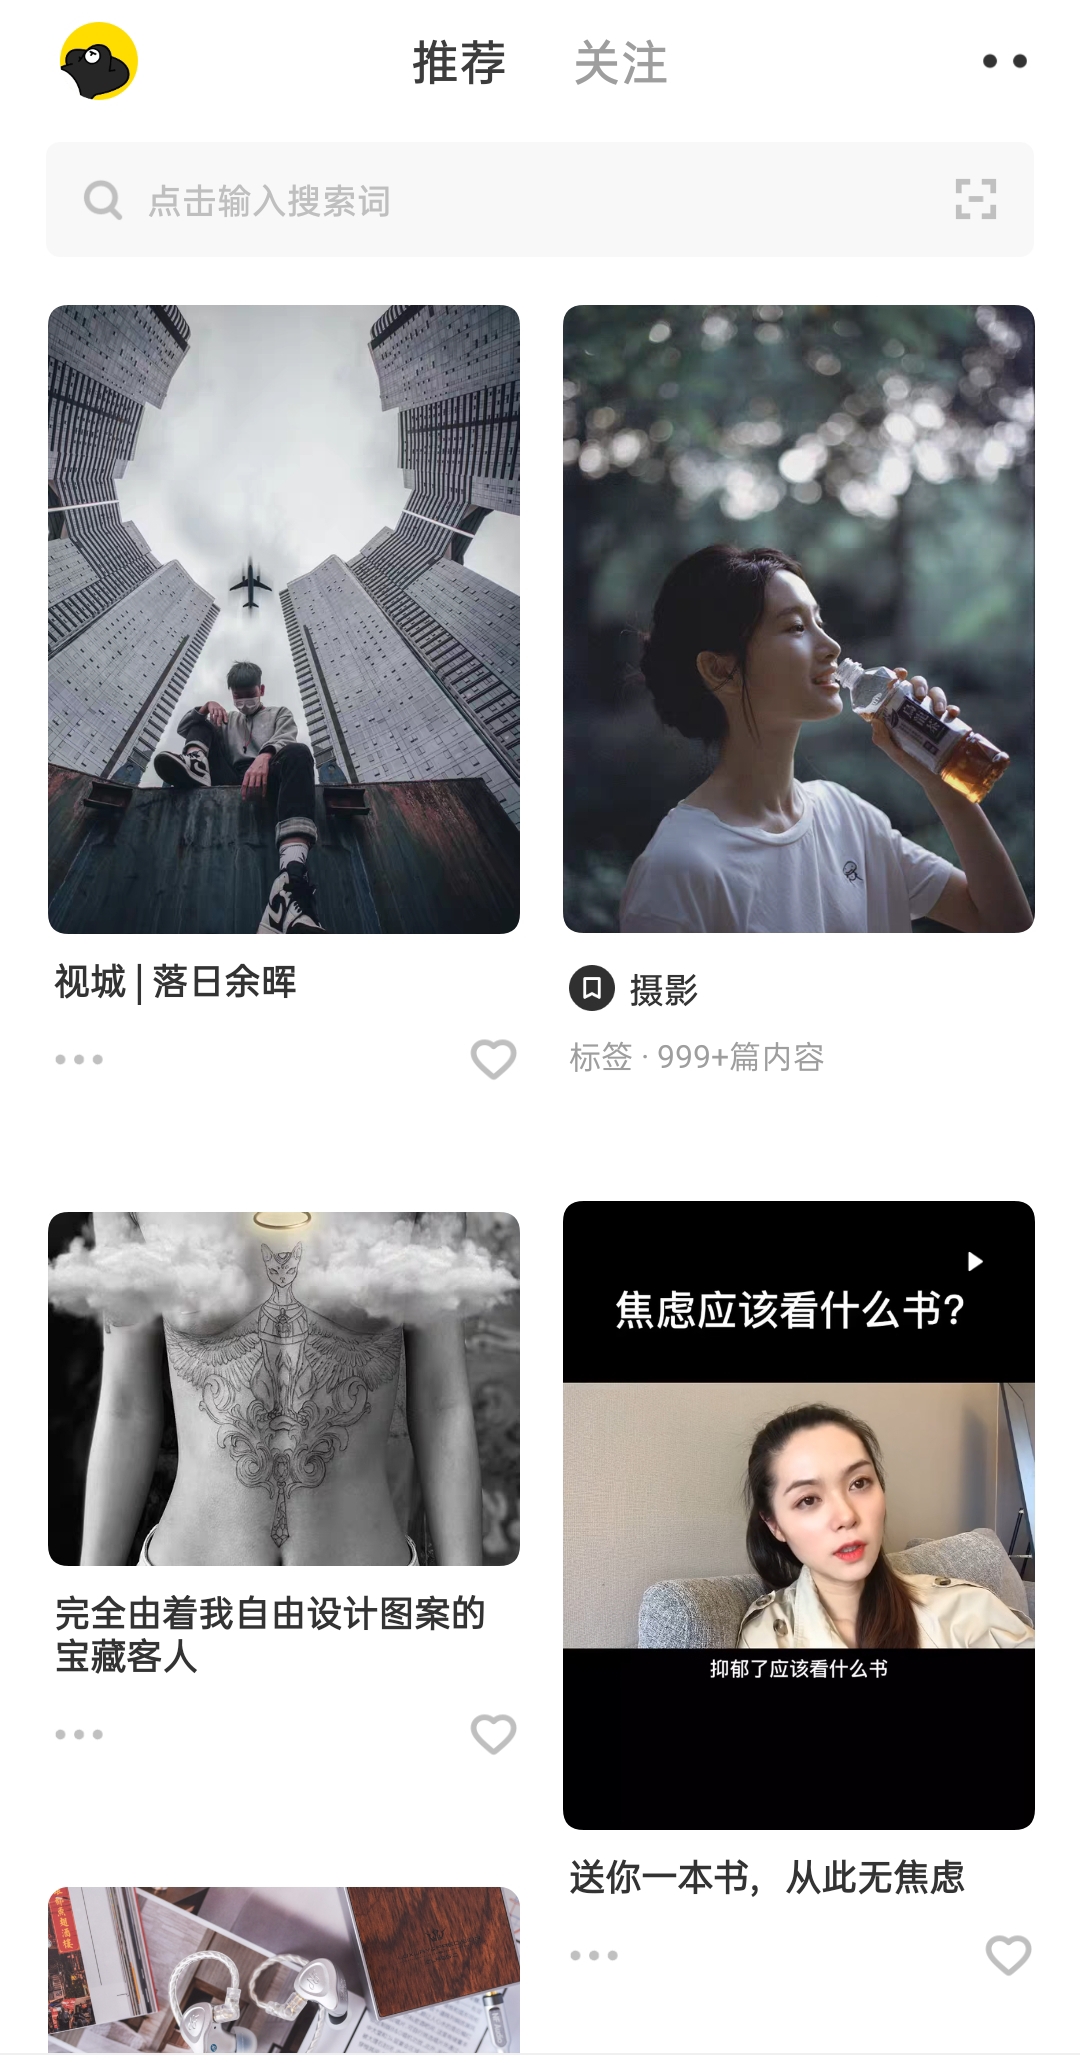 推荐
关注
点击输入搜索词
视城 | 落日余晖
摄影
标签 · 999+篇内容
完全由着我自由设计图案的
宝藏客人
焦虑应该看什么书?
抑郁了应该看什么书
送你一本书，从此无焦虑